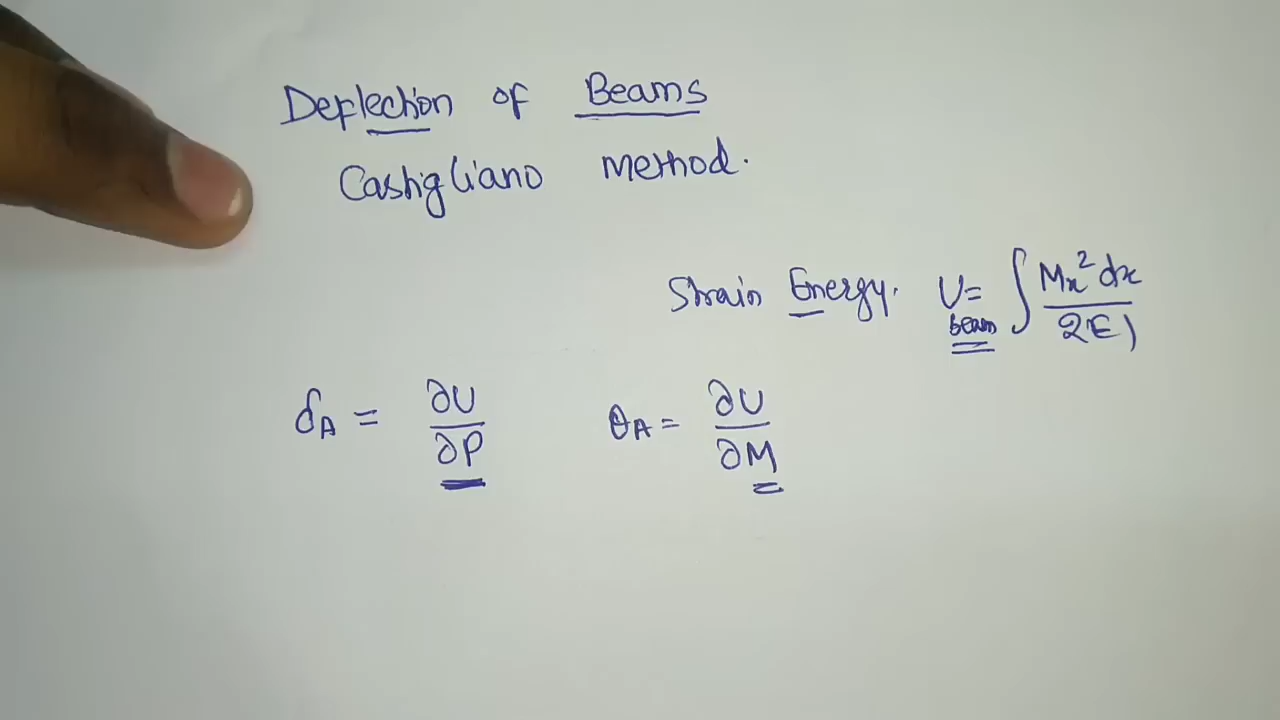 Deflection of Beams
Castigliano method.
Strain Energy. U = ∫ Mx² dx / 2EI
beam
δA = ∂U / ∂P   θA = ∂U / ∂M